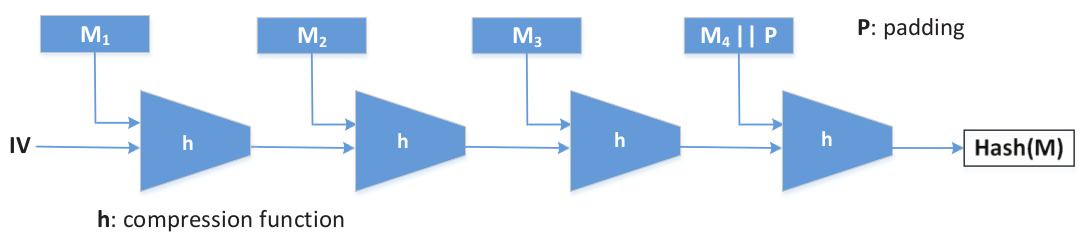 M₁
M₂
M₃
M₄ || P
P: padding
h
h
h
h
IV
Hash(M)
h: compression function